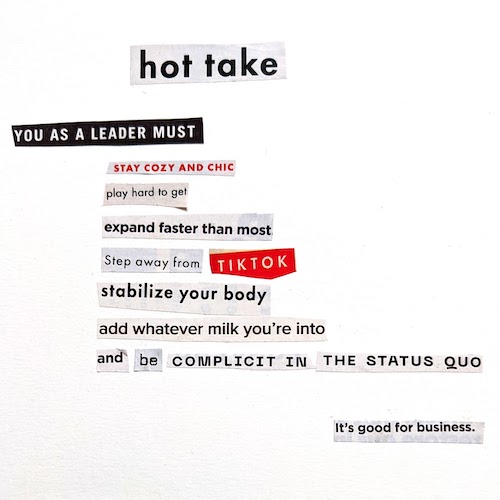 hot take
YOU AS A LEADER MUST
STAY COZY AND CHIC
play hard to get
expand faster than most
Step away from TIKTOK
stabilize your body
add whatever milk you're into
and be COMPLICIT IN THE STATUS QUO
It's good for business.